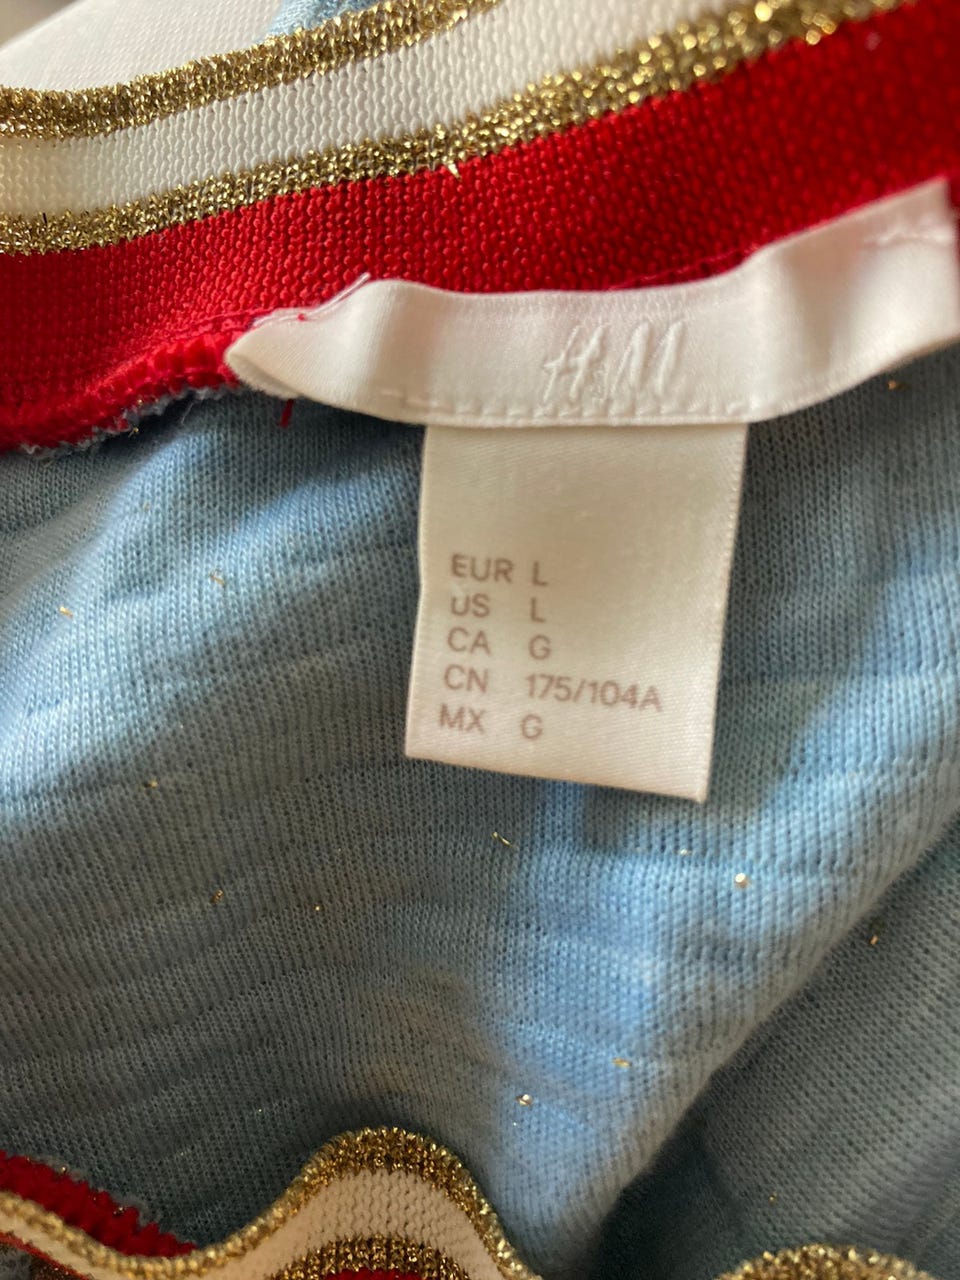 H&M
EUR L
US L
CA G
CN 175/104A
MX G